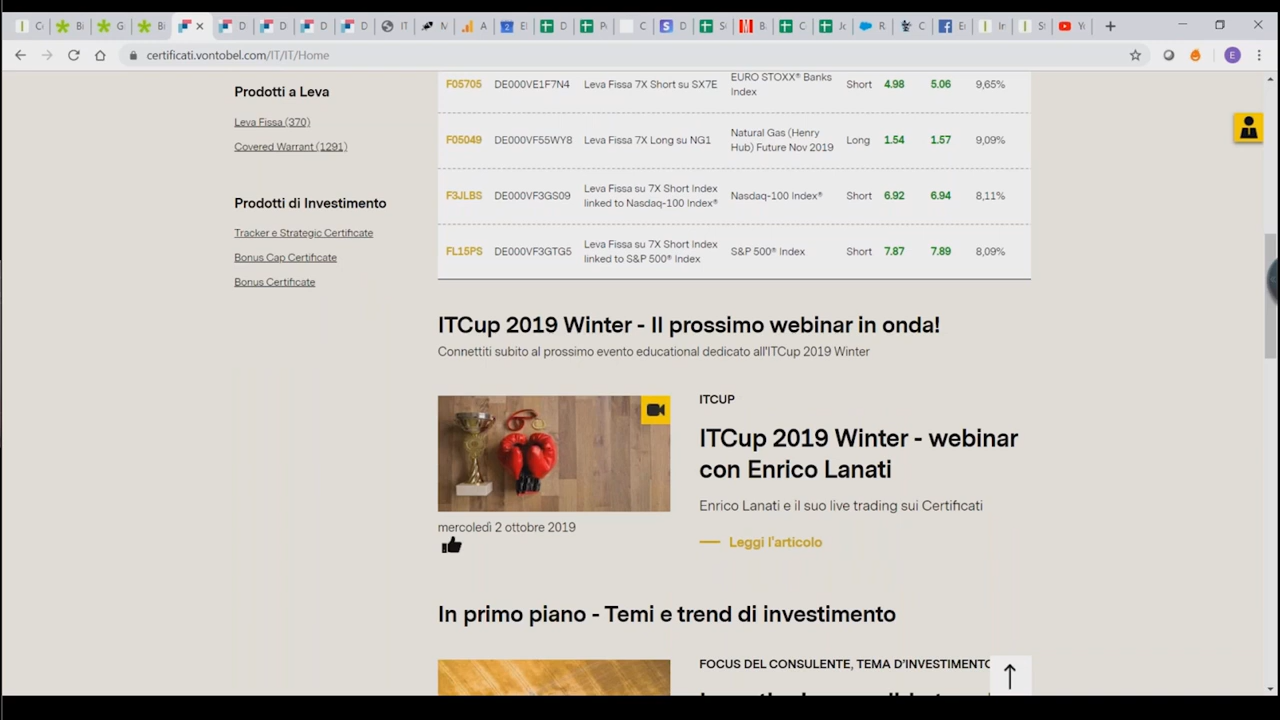 certificati.vontobel.com/IT/IT/Home
E
Prodotti a Leva
Leva Fissa (370)
Covered Warrant (1291)
Prodotti di Investimento
Tracker e Strategic Certificate
Bonus Cap Certificate
Bonus Certificate
F05705 DE000VE1F7N4 Leva Fissa 7X Short su SX7E EURO STOXX® Banks Index Short 4.98 5.06 9,65%
F05049 DE000VF55WY8 Leva Fissa 7X Long su NG1 Natural Gas (Henry Hub) Future Nov 2019 Long 1.54 1.57 9,09%
F3JLBS DE000VF3GS09 Leva Fissa su 7X Short Index linked to Nasdaq-100 Index® Nasdaq-100 Index® Short 6.92 6.94 8,11%
FL15PS DE000VF3GTG5 Leva Fissa su 7X Short Index linked to S&P 500® Index S&P 500® Index Short 7.87 7.89 8,09%
ITCup 2019 Winter - Il prossimo webinar in onda!
Connettiti subito al prossimo evento educational dedicato all'ITCup 2019 Winter
ITCUP
ITCup 2019 Winter - webinar
con Enrico Lanati
Enrico Lanati e il suo live trading sui Certificati
Leggi l'articolo
mercoledì 2 ottobre 2019
In primo piano - Temi e trend di investimento
FOCUS DEL CONSULENTE, TEMA D'INVESTIMENTO